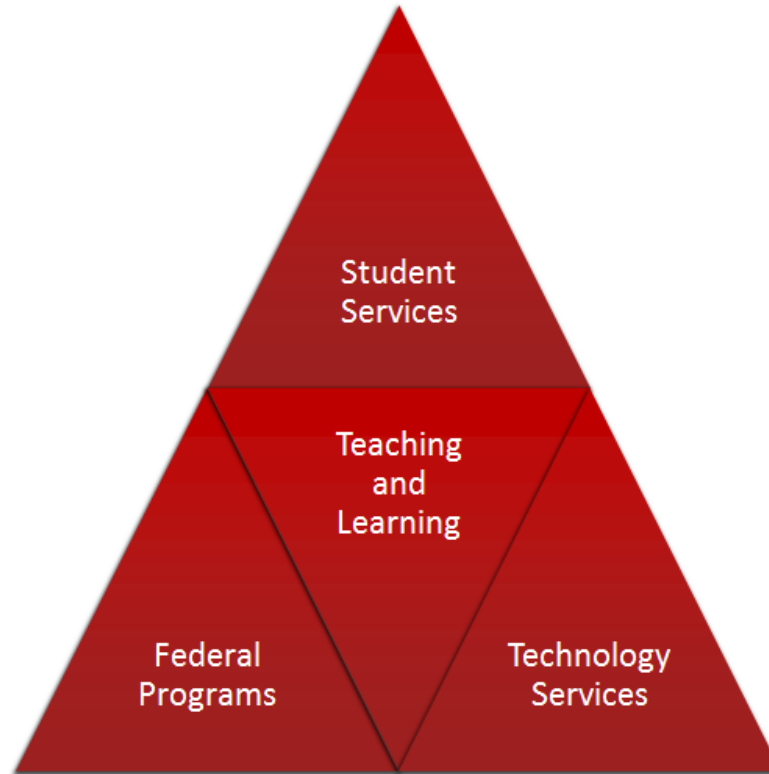 Student
Services
Teaching
and
Learning
Federal
Programs
Technology
Services